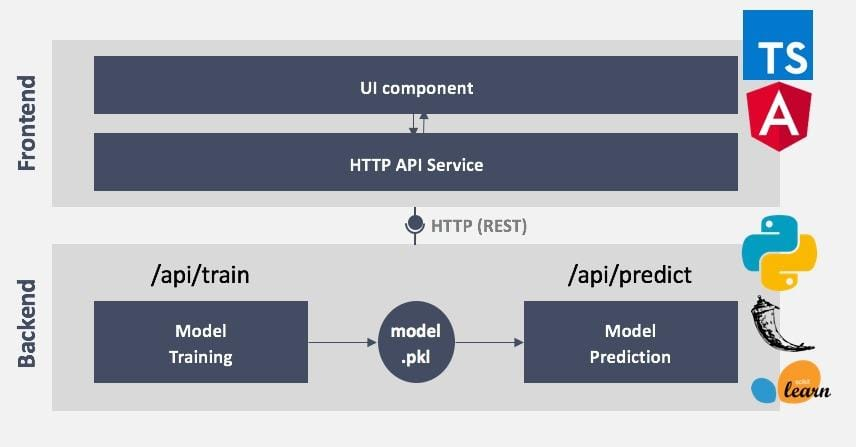 TS
A
Frontend
UI component
HTTP API Service
HTTP (REST)
Backend
/api/train
/api/predict
Model
Training
model
.pkl
Model
Prediction
scikit
learn